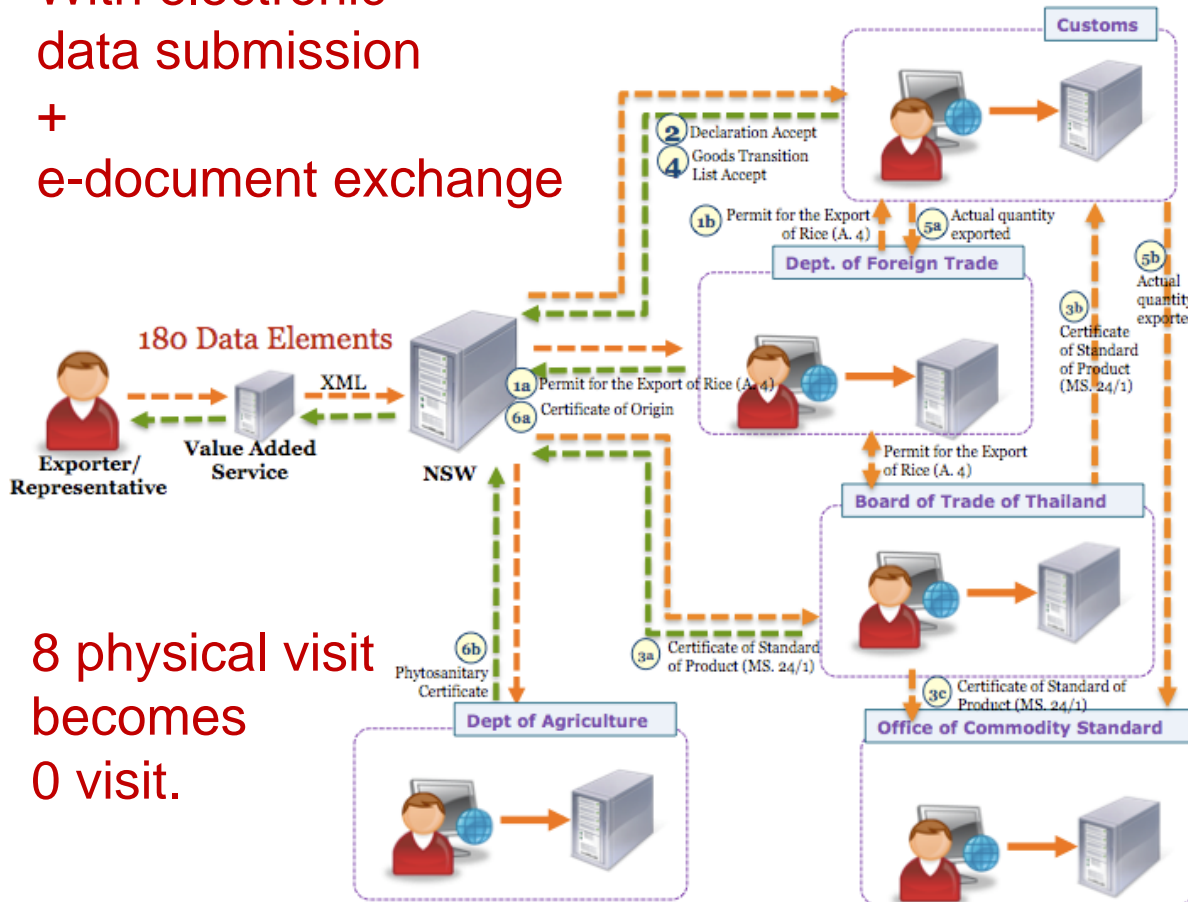 with electronic
data submission
+
e-document exchange
Customs
2 Declaration Accept
4 Goods Transition
List Accept
1b Permit for the Export
of Rice (A. 4)
5a Actual quantity
exported
Dept. of Foreign Trade
5b
Actual
quantity
exporte
3b
Certificate
of Standard
of Product
(MS. 24/1)
180 Data Elements
XML
1a Permit for the Export of Rice (A. 4)
6a Certificate of Origin
Exporter/
Representative
Value Added
Service
NSW
Permit for the Export
of Rice (A. 4)
Board of Trade of Thailand
8 physical visit
becomes
0 visit.
6b
Phytosanitary
Certificate
3a Certificate of Standard
of Product (MS. 24/1)
3c Certificate of Standard of
Product (MS. 24/1)
Dept of Agriculture
Office of Commodity Standard